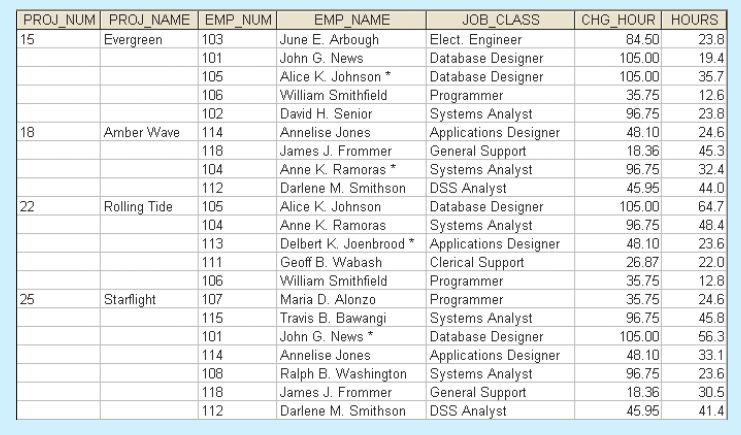 PROJ_NUM PROJ_NAME EMP_NUM EMP_NAME JOB_CLASS CHG_HOUR HOURS
15 Evergreen 103 June E. Arbough Elect. Engineer 84.50 23.8
101 John G. News Database Designer 105.00 19.4
105 Alice K. Johnson * Database Designer 105.00 35.7
106 William Smithfield Programmer 35.75 12.6
102 David H. Senior Systems Analyst 96.75 23.8
18 Amber Wave 114 Annelise Jones Applications Designer 48.10 24.6
118 James J. Frommer General Support 18.36 45.3
104 Anne K. Ramoras * Systems Analyst 96.75 32.4
112 Darlene M. Smithson DSS Analyst 45.95 44.0
22 Rolling Tide 105 Alice K. Johnson Database Designer 105.00 64.7
104 Anne K. Ramoras Systems Analyst 96.75 48.4
113 Delbert K. Joenbrood * Applications Designer 48.10 23.6
111 Geoff B. Wabash Clerical Support 26.87 22.0
106 William Smithfield Programmer 35.75 12.8
25 Starflight 107 Maria D. Alonzo Programmer 35.75 24.6
115 Travis B. Bawangi Systems Analyst 96.75 45.8
101 John G. News * Database Designer 105.00 56.3
114 Annelise Jones Applications Designer 48.10 33.1
108 Ralph B. Washington Systems Analyst 96.75 23.6
118 James J. Frommer General Support 18.36 30.5
112 Darlene M. Smithson DSS Analyst 45.95 41.4